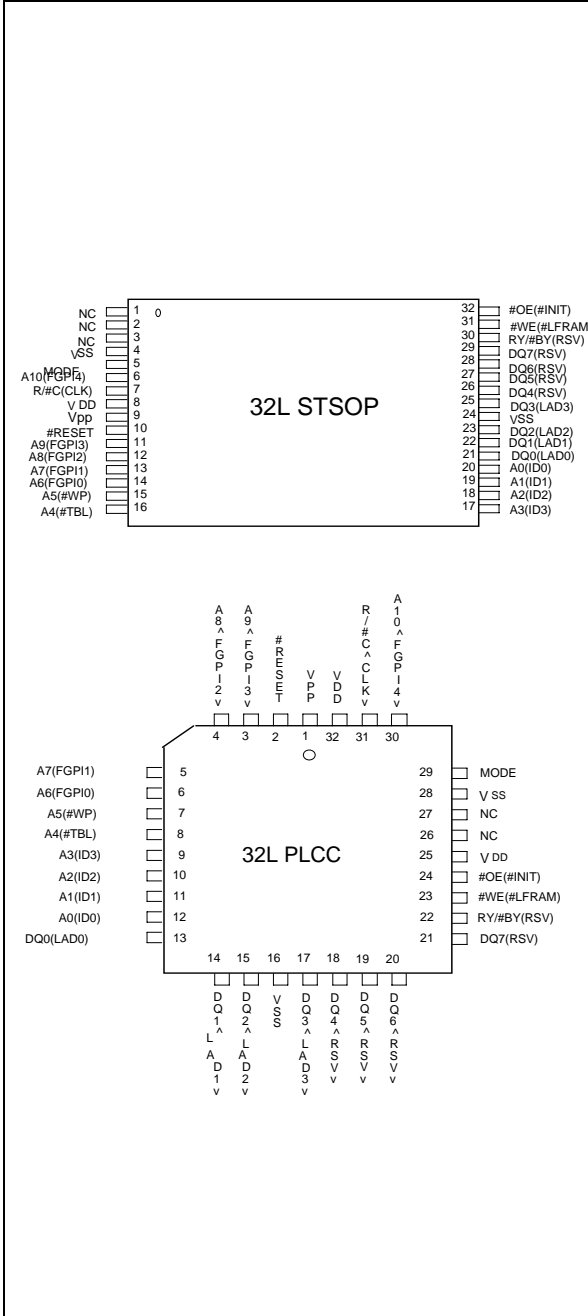 NC 1 32 #OE(#INIT)
NC 2 31 #WE(#LFRAM
NC 3 30 RY/#BY(RSV)
VSS 4 29 DQ7(RSV)
MODE 5 28 DQ6(RSV)
A10(FGPI4) 6 27 DQ5(RSV)
R/#C(CLK) 7 26 DQ4(RSV)
VDD 8 25 DQ3(LAD3)
Vpp 9 24 VSS
#RESET 10 23 DQ2(LAD2)
A9(FGPI3) 11 22 DQ1(LAD1)
A8(FGPI2) 12 21 DQ0(LAD0)
A7(FGPI1) 13 20 A0(ID0)
A6(FGPI0) 14 19 A1(ID1)
A5(#WP) 15 18 A2(ID2)
A4(#TBL) 16 17 A3(ID3)
32L STSOP
A8^FGPI2v
A9^FGPI3v
#RESET
VPP
VDD
R/#C^CLKv
A10^FGPI4v
4 3 2 1 32 31 30
A7(FGPI1) 5 29 MODE
A6(FGPI0) 6 28 VSS
A5(#WP) 7 27 NC
A4(#TBL) 8 26 NC
A3(ID3) 9 25 VDD
32L PLCC
A2(ID2) 10 24 #OE(#INIT)
A1(ID1) 11 23 #WE(#LFRAM)
A0(ID0) 12 22 RY/#BY(RSV)
DQ0(LAD0) 13 21 DQ7(RSV)
14 15 16 17 18 19 20
DQ1^LAD1v
DQ2^LAD2v
VSS
DQ3^LAD3v
DQ4^RSVv
DQ5^RSVv
DQ6^RSVv